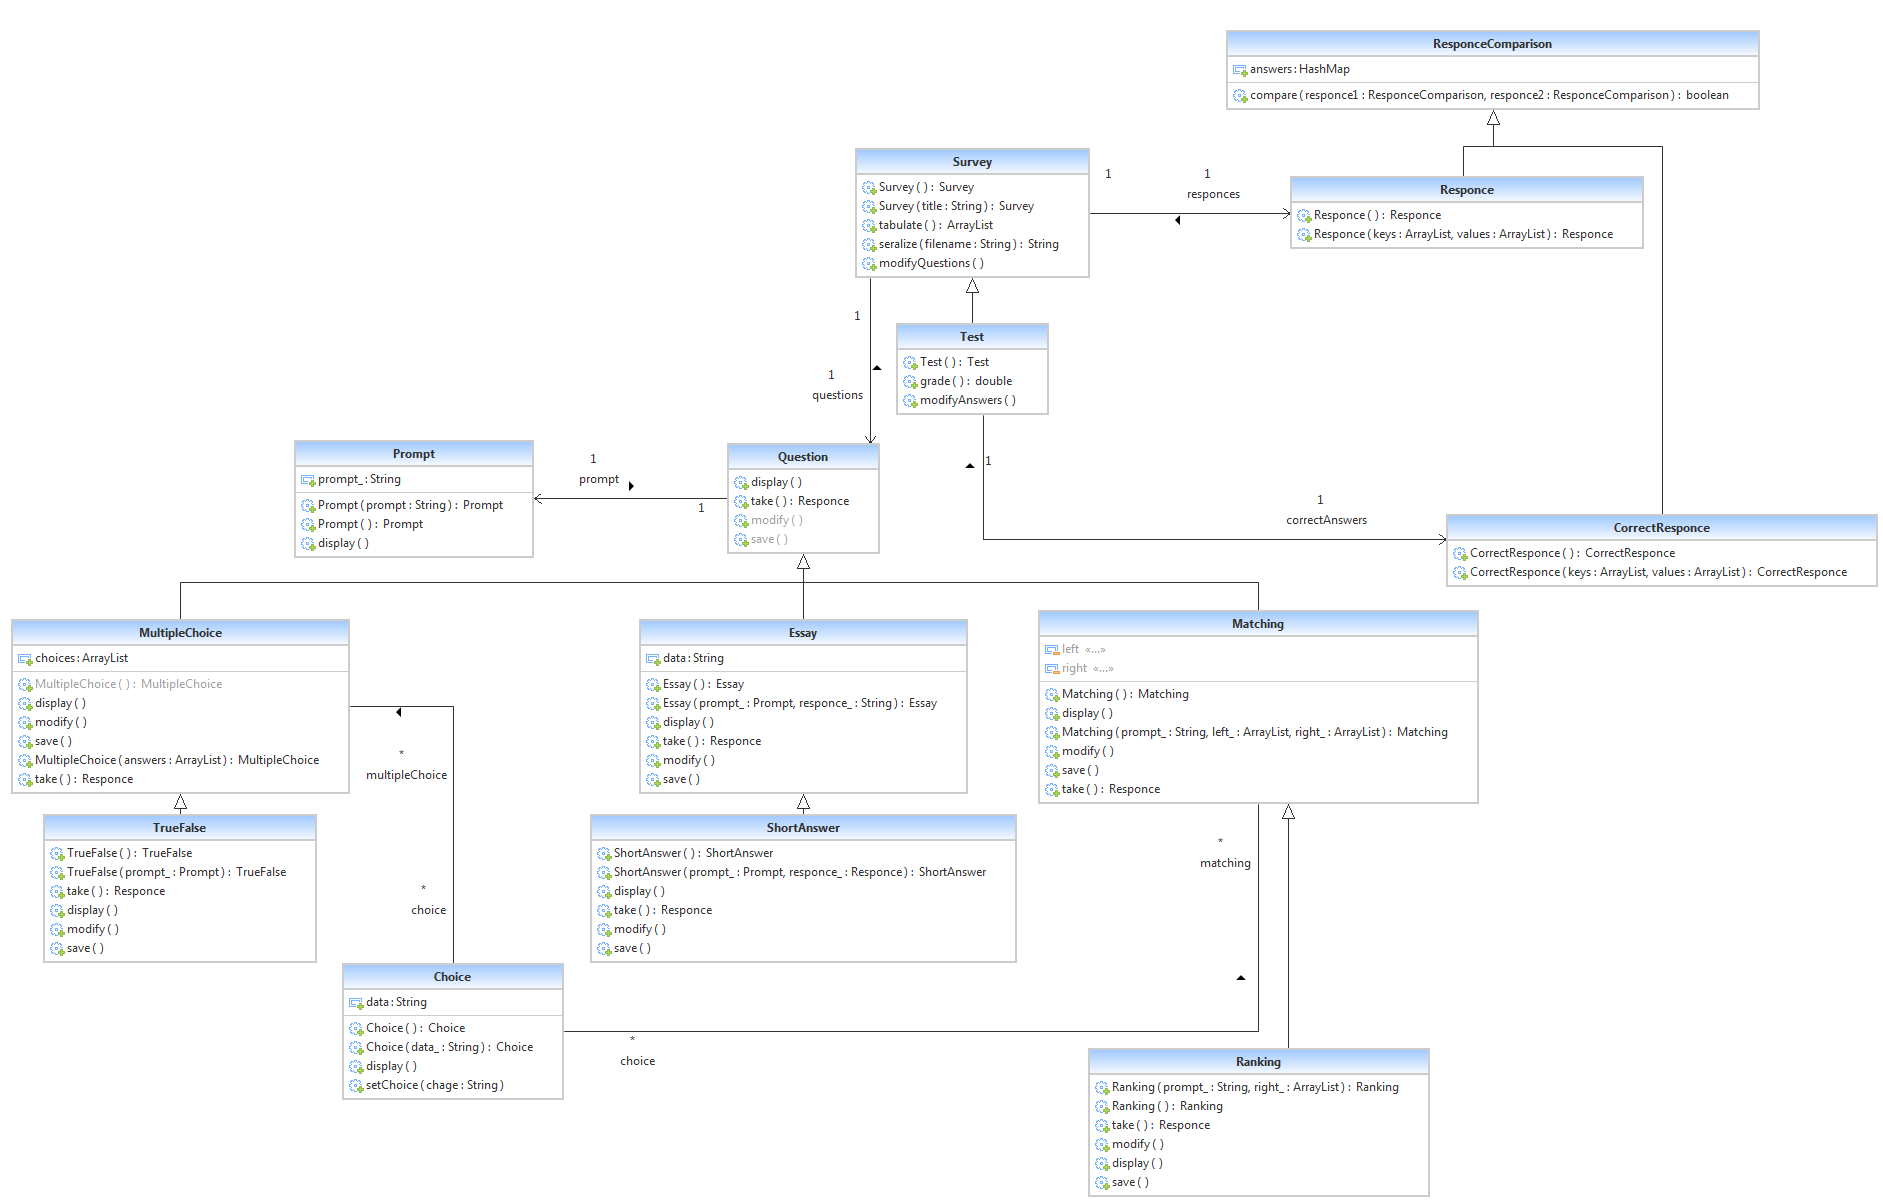 ResponceComparison
answers : HashMap
compare ( responce1 : ResponceComparison, responce2 : ResponceComparison ) : boolean
Survey
Survey ( ) : Survey
Survey ( title : String ) : Survey
tabulate ( ) : ArrayList
seralize ( filename : String ) : String
modifyQuestions ( )
1
1
responces
Responce
Responce ( ) : Responce
Responce ( keys : ArrayList, values : ArrayList ) : Responce
1
1
questions
Test
Test ( ) : Test
grade ( ) : double
modifyAnswers ( )
1
1
correctAnswers
Prompt
prompt_ : String
Prompt ( prompt : String ) : Prompt
Prompt ( ) : Prompt
display ( )
1
prompt
1
Question
display ( )
take ( ) : Responce
modify ( )
save ( )
CorrectResponce
CorrectResponce ( ) : CorrectResponce
CorrectResponce ( keys : ArrayList, values : ArrayList ) : CorrectResponce
MultipleChoice
choices : ArrayList
MultipleChoice ( ) : MultipleChoice
display ( )
modify ( )
save ( )
MultipleChoice ( answers : ArrayList ) : MultipleChoice
take ( ) : Responce
*
multipleChoice
*
choice
Essay
data : String
Essay ( ) : Essay
Essay ( prompt_ : Prompt, responce_ : String ) : Essay
display ( )
take ( ) : Responce
modify ( )
save ( )
Matching
left «...»
right «...»
Matching ( ) : Matching
display ( )
Matching ( prompt_ : String, left_ : ArrayList, right_ : ArrayList ) : Matching
modify ( )
save ( )
take ( ) : Responce
TrueFalse
TrueFalse ( ) : TrueFalse
TrueFalse ( prompt_ : Prompt ) : TrueFalse
take ( ) : Responce
display ( )
modify ( )
save ( )
ShortAnswer
ShortAnswer ( ) : ShortAnswer
ShortAnswer ( prompt_ : Prompt, responce_ : Responce ) : ShortAnswer
display ( )
take ( ) : Responce
modify ( )
save ( )
*
matching
Choice
data : String
Choice ( ) : Choice
Choice ( data_ : String ) : Choice
display ( )
setChoice ( chage : String )
*
choice
Ranking
Ranking ( prompt_ : String, right_ : ArrayList ) : Ranking
Ranking ( ) : Ranking
take ( ) : Responce
modify ( )
display ( )
save ( )